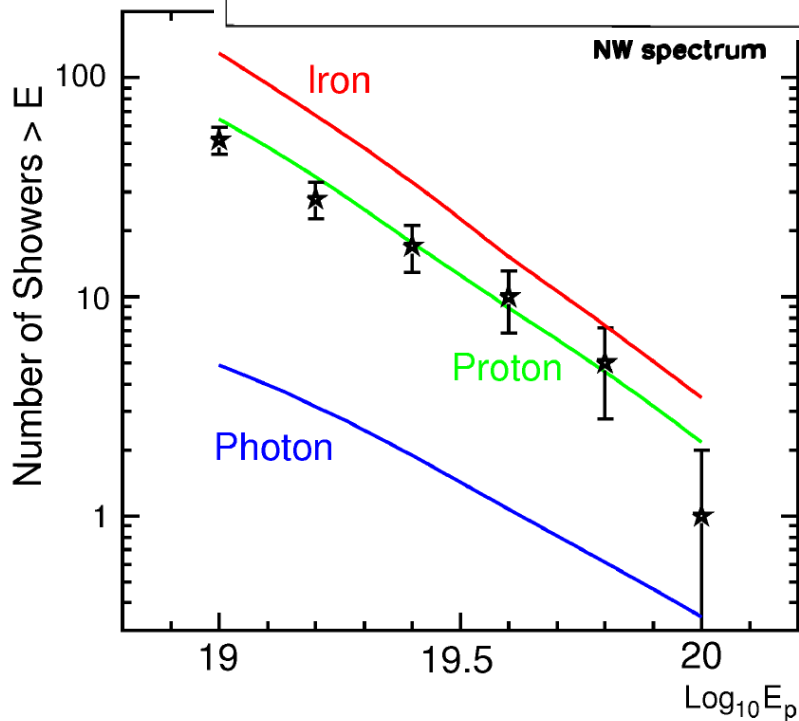 NW spectrum
Number of Showers > E
100
10
1
Iron
Proton
Photon
19
19.5
20
Log₁₀Eₚ